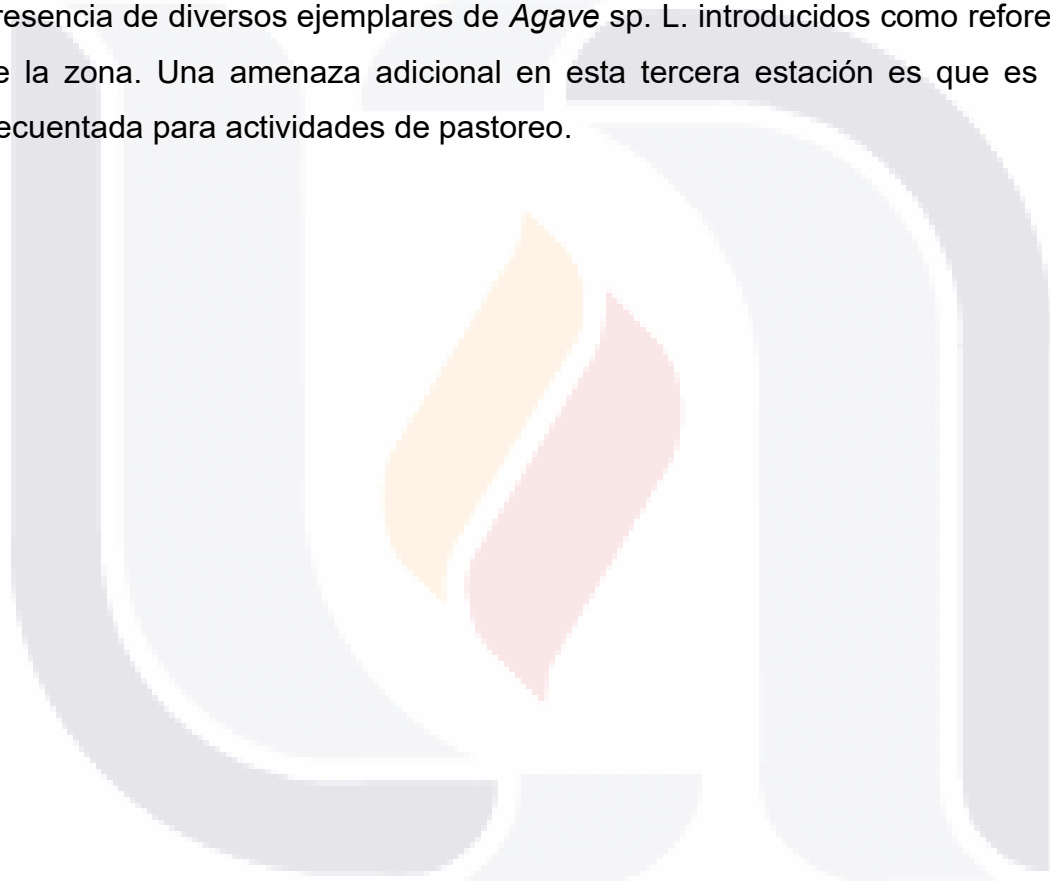 resencia de diversos ejemplares de Agave sp. L. introducidos como refore
e la zona. Una amenaza adicional en esta tercera estación es que es
ecuentada para actividades de pastoreo.